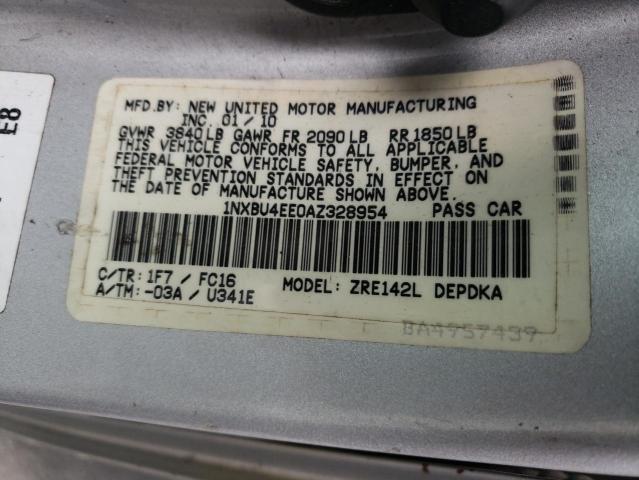 MFD.BY: NEW UNITED MOTOR MANUFACTURING
INC. 01/10
GVWR 3840 LB GAWR FR 2090 LB RR 1850 LB
THIS VEHICLE CONFORMS TO ALL APPLICABLE
FEDERAL MOTOR VEHICLE SAFETY, BUMPER, AND
THEFT PREVENTION STANDARDS IN EFFECT ON
THE DATE OF MANUFACTURE SHOWN ABOVE.
1NXBU4EE0AZ328954 PASS CAR
C/TR: 1F7 / FC16 MODEL: ZRE142L DEPDKA
A/TM: -03A / U341E
BA4957439